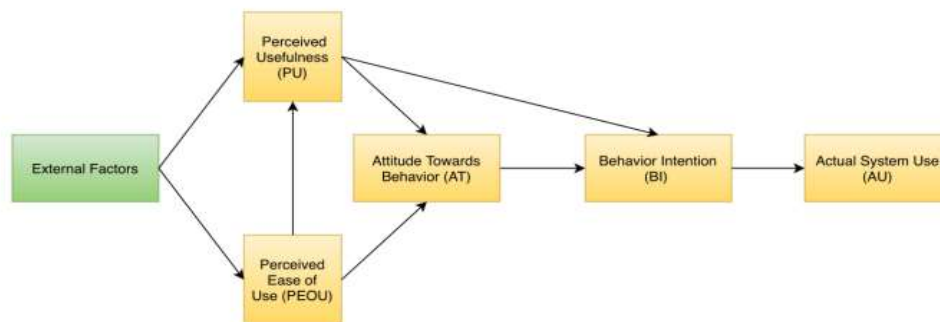 Perceived
Usefulness
(PU)
External Factors
Attitude Towards
Behavior (AT)
Behavior Intention
(BI)
Actual System Use
(AU)
Perceived
Ease of
Use (PEOU)